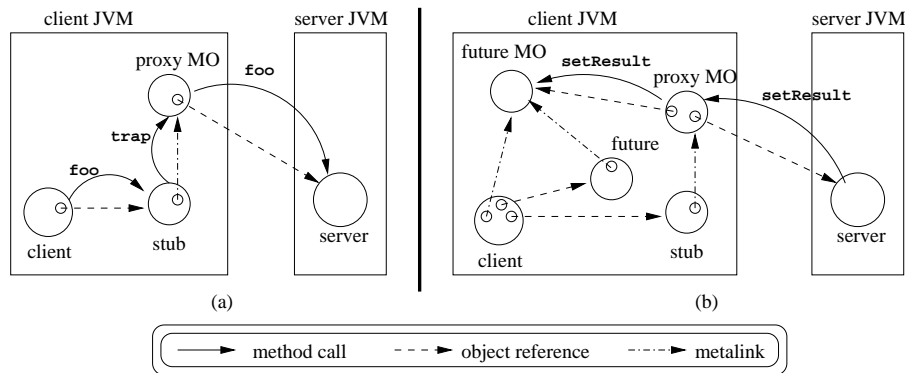 client JVM
server JVM
proxy MO
foo
trap
foo
client
stub
server
(a)
client JVM
server JVM
future MO
setResult
proxy MO
setResult
future
client
stub
server
(b)
method call
object reference
metalink